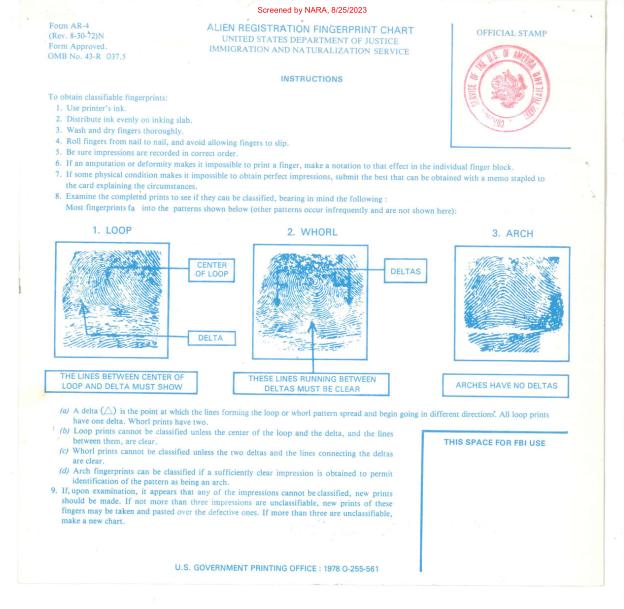 Screened by NARA, 8/25/2023
Form AR-4
(Rev. 8-30-72)N
Form Approved.
OMB No. 43-R 037.5
ALIEN REGISTRATION FINGERPRINT CHART
UNITED STATES DEPARTMENT OF JUSTICE
IMMIGRATION AND NATURALIZATION SERVICE
OFFICIAL STAMP
SERVICE OF THE U.S. OF AMERICA
INSTRUCTIONS
To obtain classifiable fingerprints:
1. Use printer's ink.
2. Distribute ink evenly on inking slab.
3. Wash and dry fingers thoroughly.
4. Roll fingers from nail to nail, and avoid allowing fingers to slip.
5. Be sure impressions are recorded in correct order.
6. If an amputation or deformity makes it impossible to print a finger, make a notation to that effect in the individual finger block.
7. If some physical condition makes it impossible to obtain perfect impressions, submit the best that can be obtained with a memo stapled to
the card explaining the circumstances.
8. Examine the completed prints to see if they can be classified, bearing in mind the following :
Most fingerprints fa into the patterns shown below (other patterns occur infrequently and are not shown here):
1. LOOP
2. WHORL
3. ARCH
CENTER
OF LOOP
DELTAS
DELTA
THE LINES BETWEEN CENTER OF
LOOP AND DELTA MUST SHOW
THESE LINES RUNNING BETWEEN
DELTAS MUST BE CLEAR
ARCHES HAVE NO DELTAS
(a) A delta (△) is the point at which the lines forming the loop or whorl pattern spread and begin going in different directions. All loop prints
have one delta. Whorl prints have two.
(b) Loop prints cannot be classified unless the center of the loop and the delta, and the lines
between them, are clear.
(c) Whorl prints cannot be classified unless the two deltas and the lines connecting the deltas
are clear.
(d) Arch fingerprints can be classified if a sufficiently clear impression is obtained to permit
identification of the pattern as being an arch.
9. If, upon examination, it appears that any of the impressions cannot be classified, new prints
should be made. If not more than three impressions are unclassifiable, new prints of these
fingers may be taken and pasted over the defective ones. If more than three are unclassifiable,
make a new chart.
THIS SPACE FOR FBI USE
U.S. GOVERNMENT PRINTING OFFICE : 1978 O-255-561